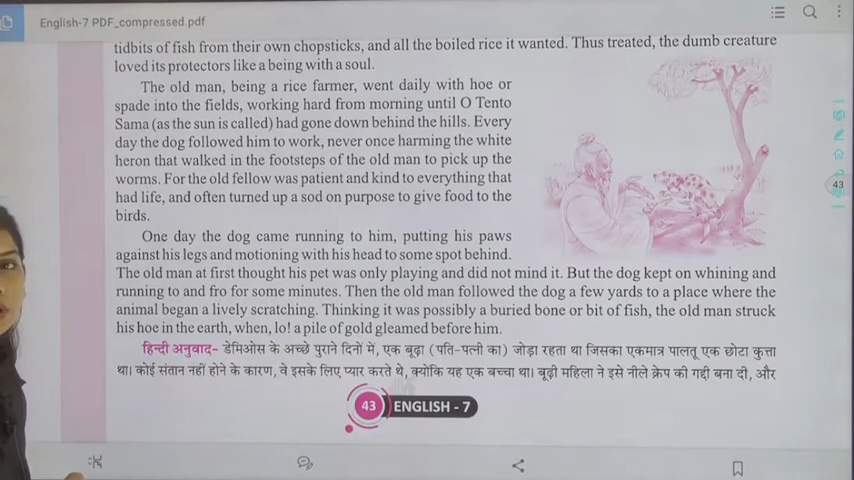 English-7 PDF_compressed.pdf
tidbits of fish from their own chopsticks, and all the boiled rice it wanted. Thus treated, the dumb creature
loved its protectors like a being with a soul.
The old man, being a rice farmer, went daily with hoe or
spade into the fields, working hard from morning until O Tento
Sama (as the sun is called) had gone down behind the hills. Every
day the dog followed him to work, never once harming the white
heron that walked in the footsteps of the old man to pick up the
worms. For the old fellow was patient and kind to everything that
had life, and often turned up a sod on purpose to give food to the
birds.
One day the dog came running to him, putting his paws
against his legs and motioning with his head to some spot behind.
The old man at first thought his pet was only playing and did not mind it. But the dog kept on whining and
running to and fro for some minutes. Then the old man followed the dog a few yards to a place where the
animal began a lively scratching. Thinking it was possibly a buried bone or bit of fish, the old man struck
his hoe in the earth, when, lo! a pile of gold gleamed before him.
हिन्दी अनुवाद- डेमिओस के अच्छे पुराने दिनों में, एक बूढ़ा (पति-पत्नी का) जोड़ा रहता था जिसका एकमात्र पालतू एक छोटा कुत्ता
था। कोई संतान नहीं होने के कारण, वे इसके लिए प्यार करते थे, क्योंकि यह एक बच्चा था। बूढ़ी महिला ने इसे नीले क्रेप की गद्दी बना दी, और
43 ENGLISH - 7
43